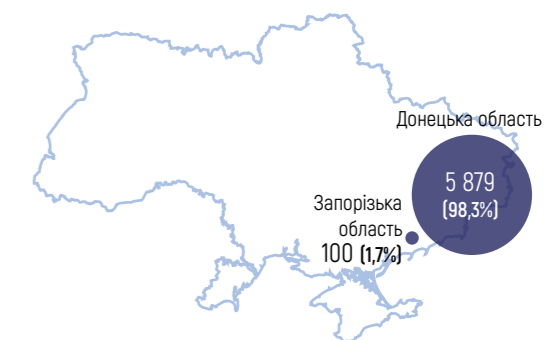 Донецька область
5 879
(98,3%)
Запорізька
область
100 (1,7%)